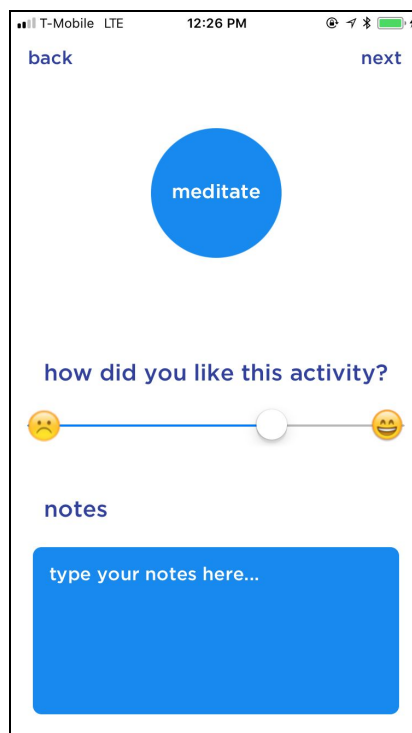 T-Mobile LTE 12:26 PM
back next
meditate
how did you like this activity?
notes
type your notes here...